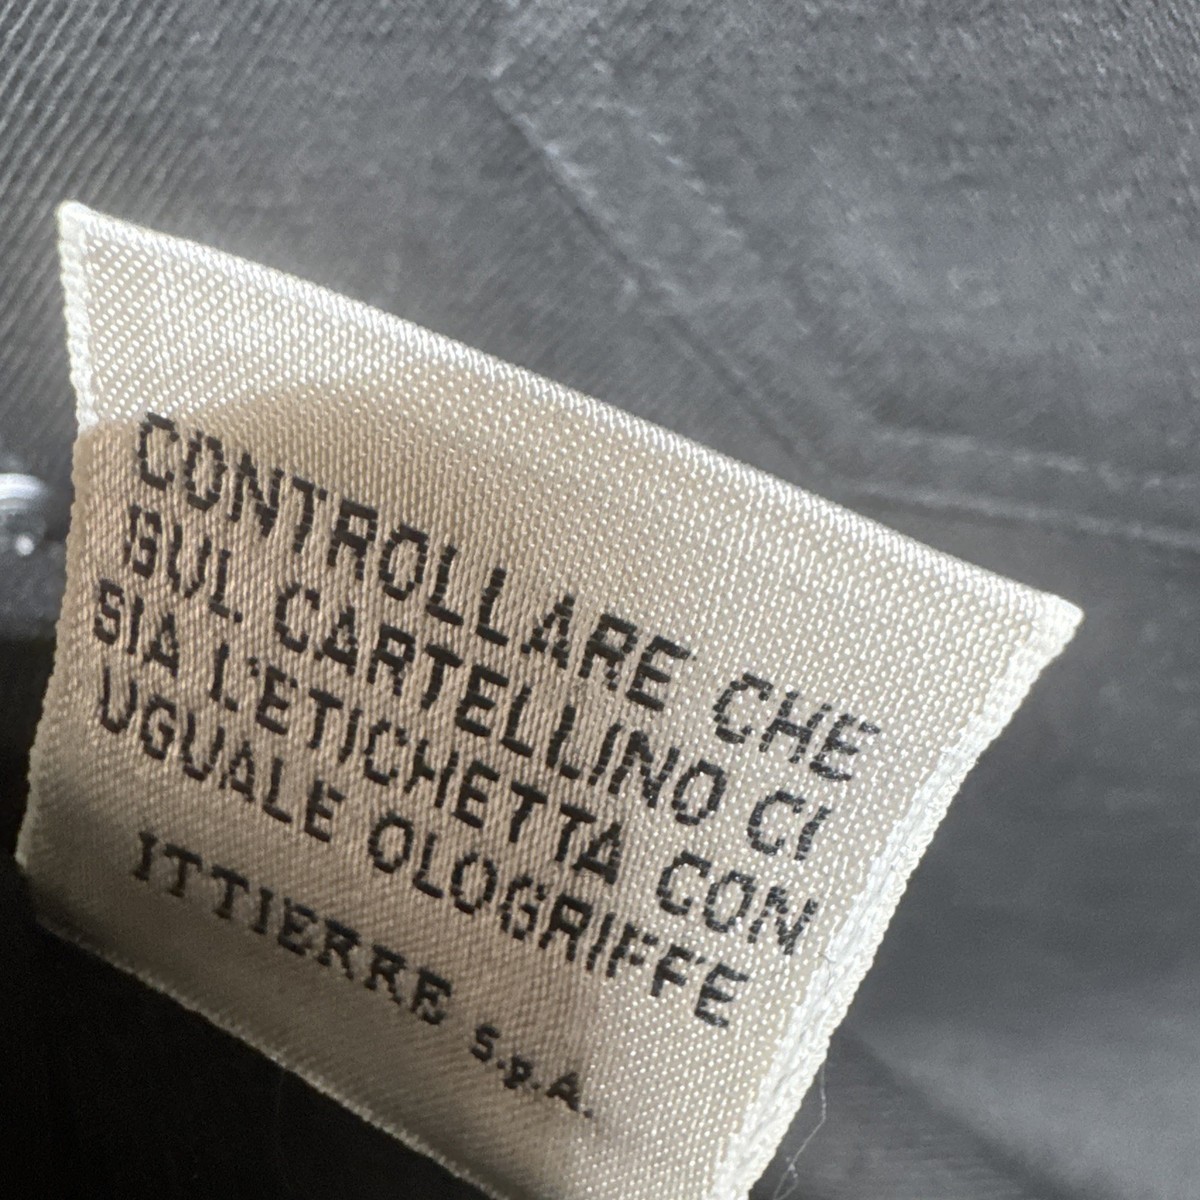 CONTROLLARE CHE
SUL CARTELLINO CI
SIA L'ETICHETTA CON
UGUALE OLOGRIFFE
ITTIERRE S.p.A.